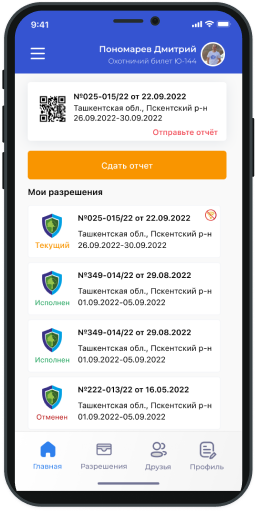 9:41
Пономарев Дмитрий
Охотничий билет Ю-144
№025-015/22 от 22.09.2022
Ташкентская обл., Пскентский р-н
26.09.2022-30.09.2022
Отправьте отчёт
Сдать отчет
Мои разрешения
№025-015/22 от 22.09.2022
Ташкентская обл., Пскентский р-н
Текущий 26.09.2022-30.09.2022
№349-014/22 от 29.08.2022
Ташкентская обл., Пскентский р-н
Исполнен 01.09.2022-05.09.2022
№349-014/22 от 29.08.2022
Ташкентская обл., Пскентский р-н
Исполнен 01.09.2022-05.09.2022
№222-013/22 от 16.05.2022
Ташкентская обл., Пскентский р-н
Отменен 01.09.2022-05.09.2022
Главная Разрешения Друзья Профиль